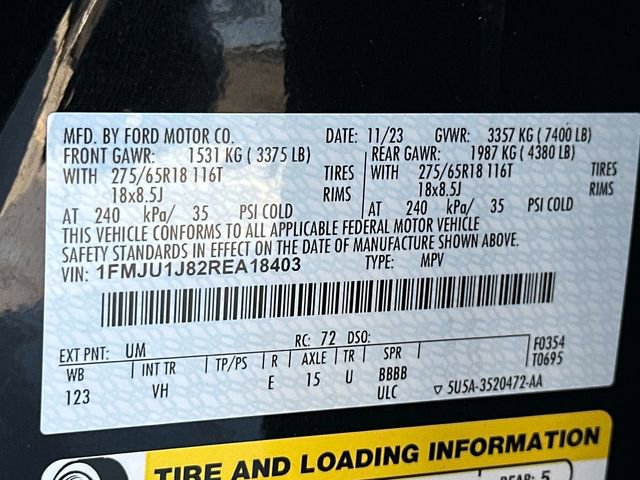 MFD. BY FORD MOTOR CO. DATE: 11/23 GVWR: 3357 KG ( 7400 LB)
FRONT GAWR: 1531 KG ( 3375 LB) REAR GAWR: 1987 KG ( 4380 LB)
WITH 275/65R18 116T TIRES WITH 275/65R18 116T TIRES
18x8.5J RIMS 18x8.5J RIMS
AT 240 kPa/ 35 PSI COLD AT 240 kPa/ 35 PSI COLD
THIS VEHICLE CONFORMS TO ALL APPLICABLE FEDERAL MOTOR VEHICLE
SAFETY STANDARDS IN EFFECT ON THE DATE OF MANUFACTURE SHOWN ABOVE.
VIN: 1FMJU1J82REA18403 TYPE: MPV
EXT PNT: UM RC: 72 DSO: F0354
WB INT TR TP/PS R AXLE TR SPR T0695
123 VH E 15 U BBBB
ULC ▽ 5U5A-3520472-AA
TIRE AND LOADING INFORMATION
REAR: 5